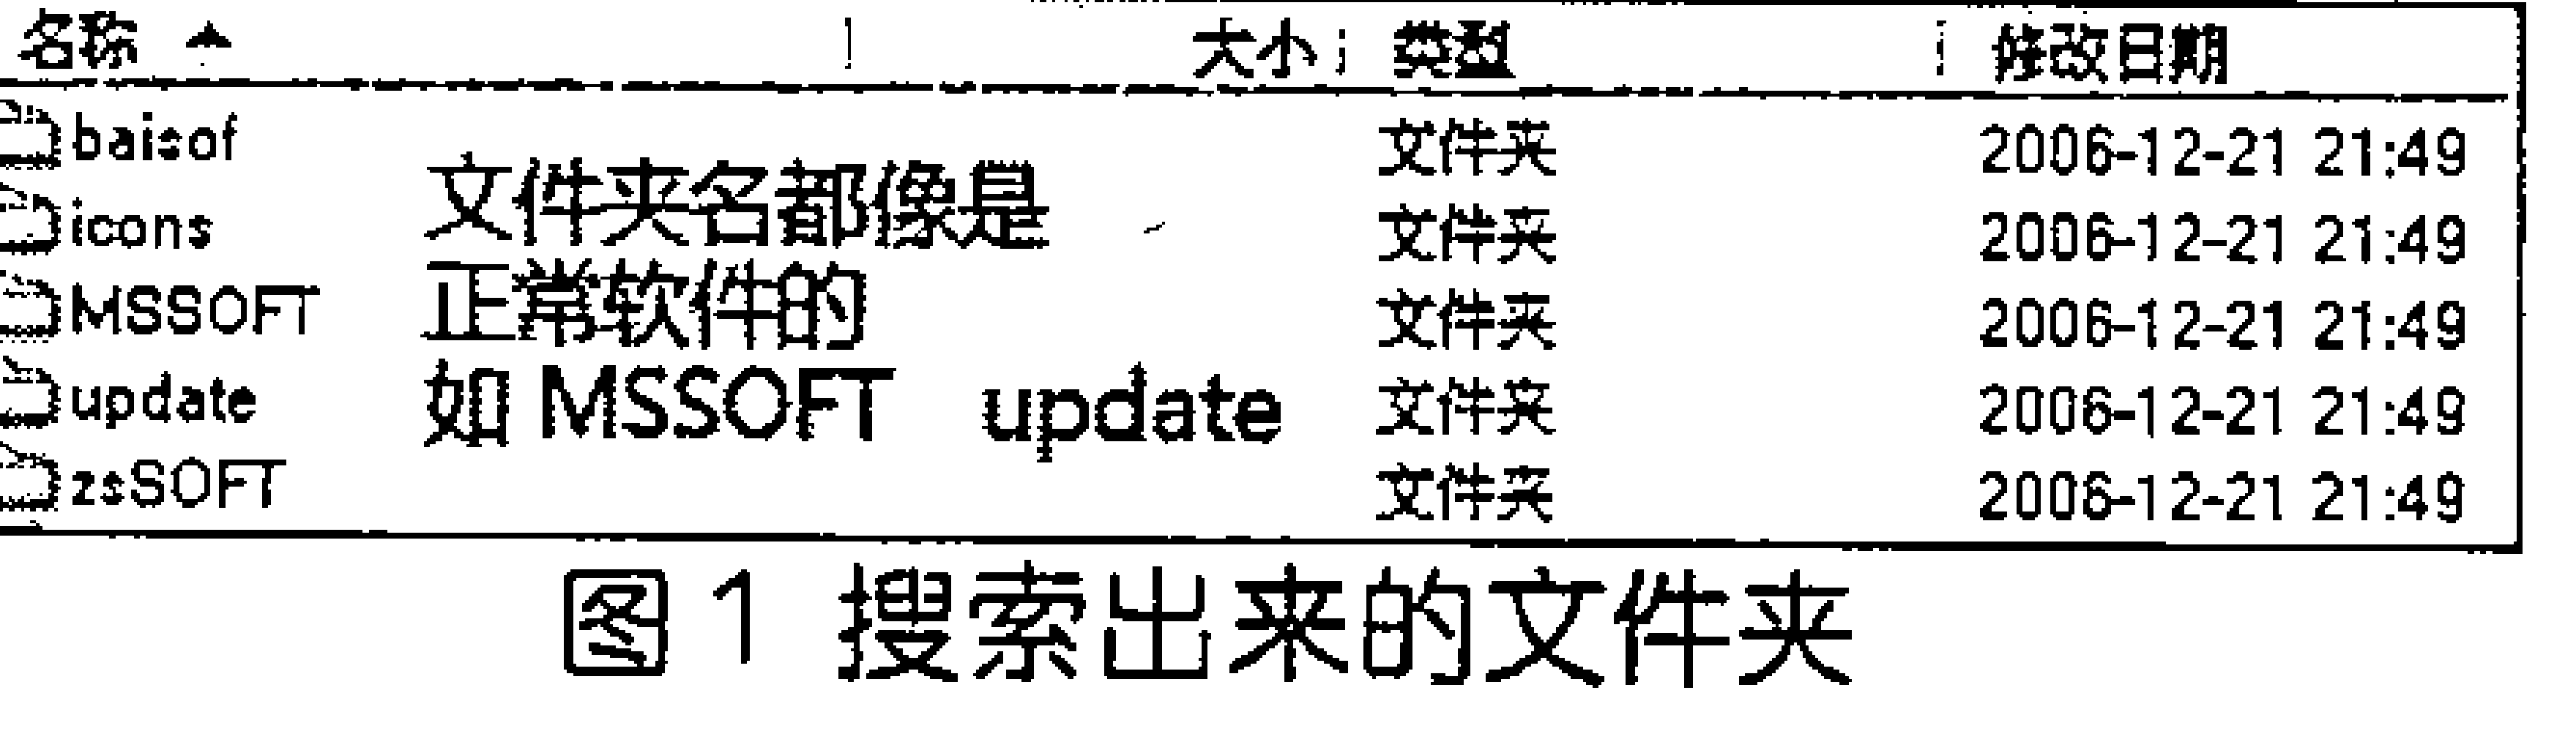 名称 大小 类型 修改日期
baisof 文件夹 2006-12-21 21:49
文件夹名都像是
icons 文件夹 2006-12-21 21:49
正常软件的
MSSOFT 文件夹 2006-12-21 21:49
如 MSSOFT update
update 文件夹 2006-12-21 21:49
zsSOFT 文件夹 2006-12-21 21:49
图1 搜索出来的文件夹